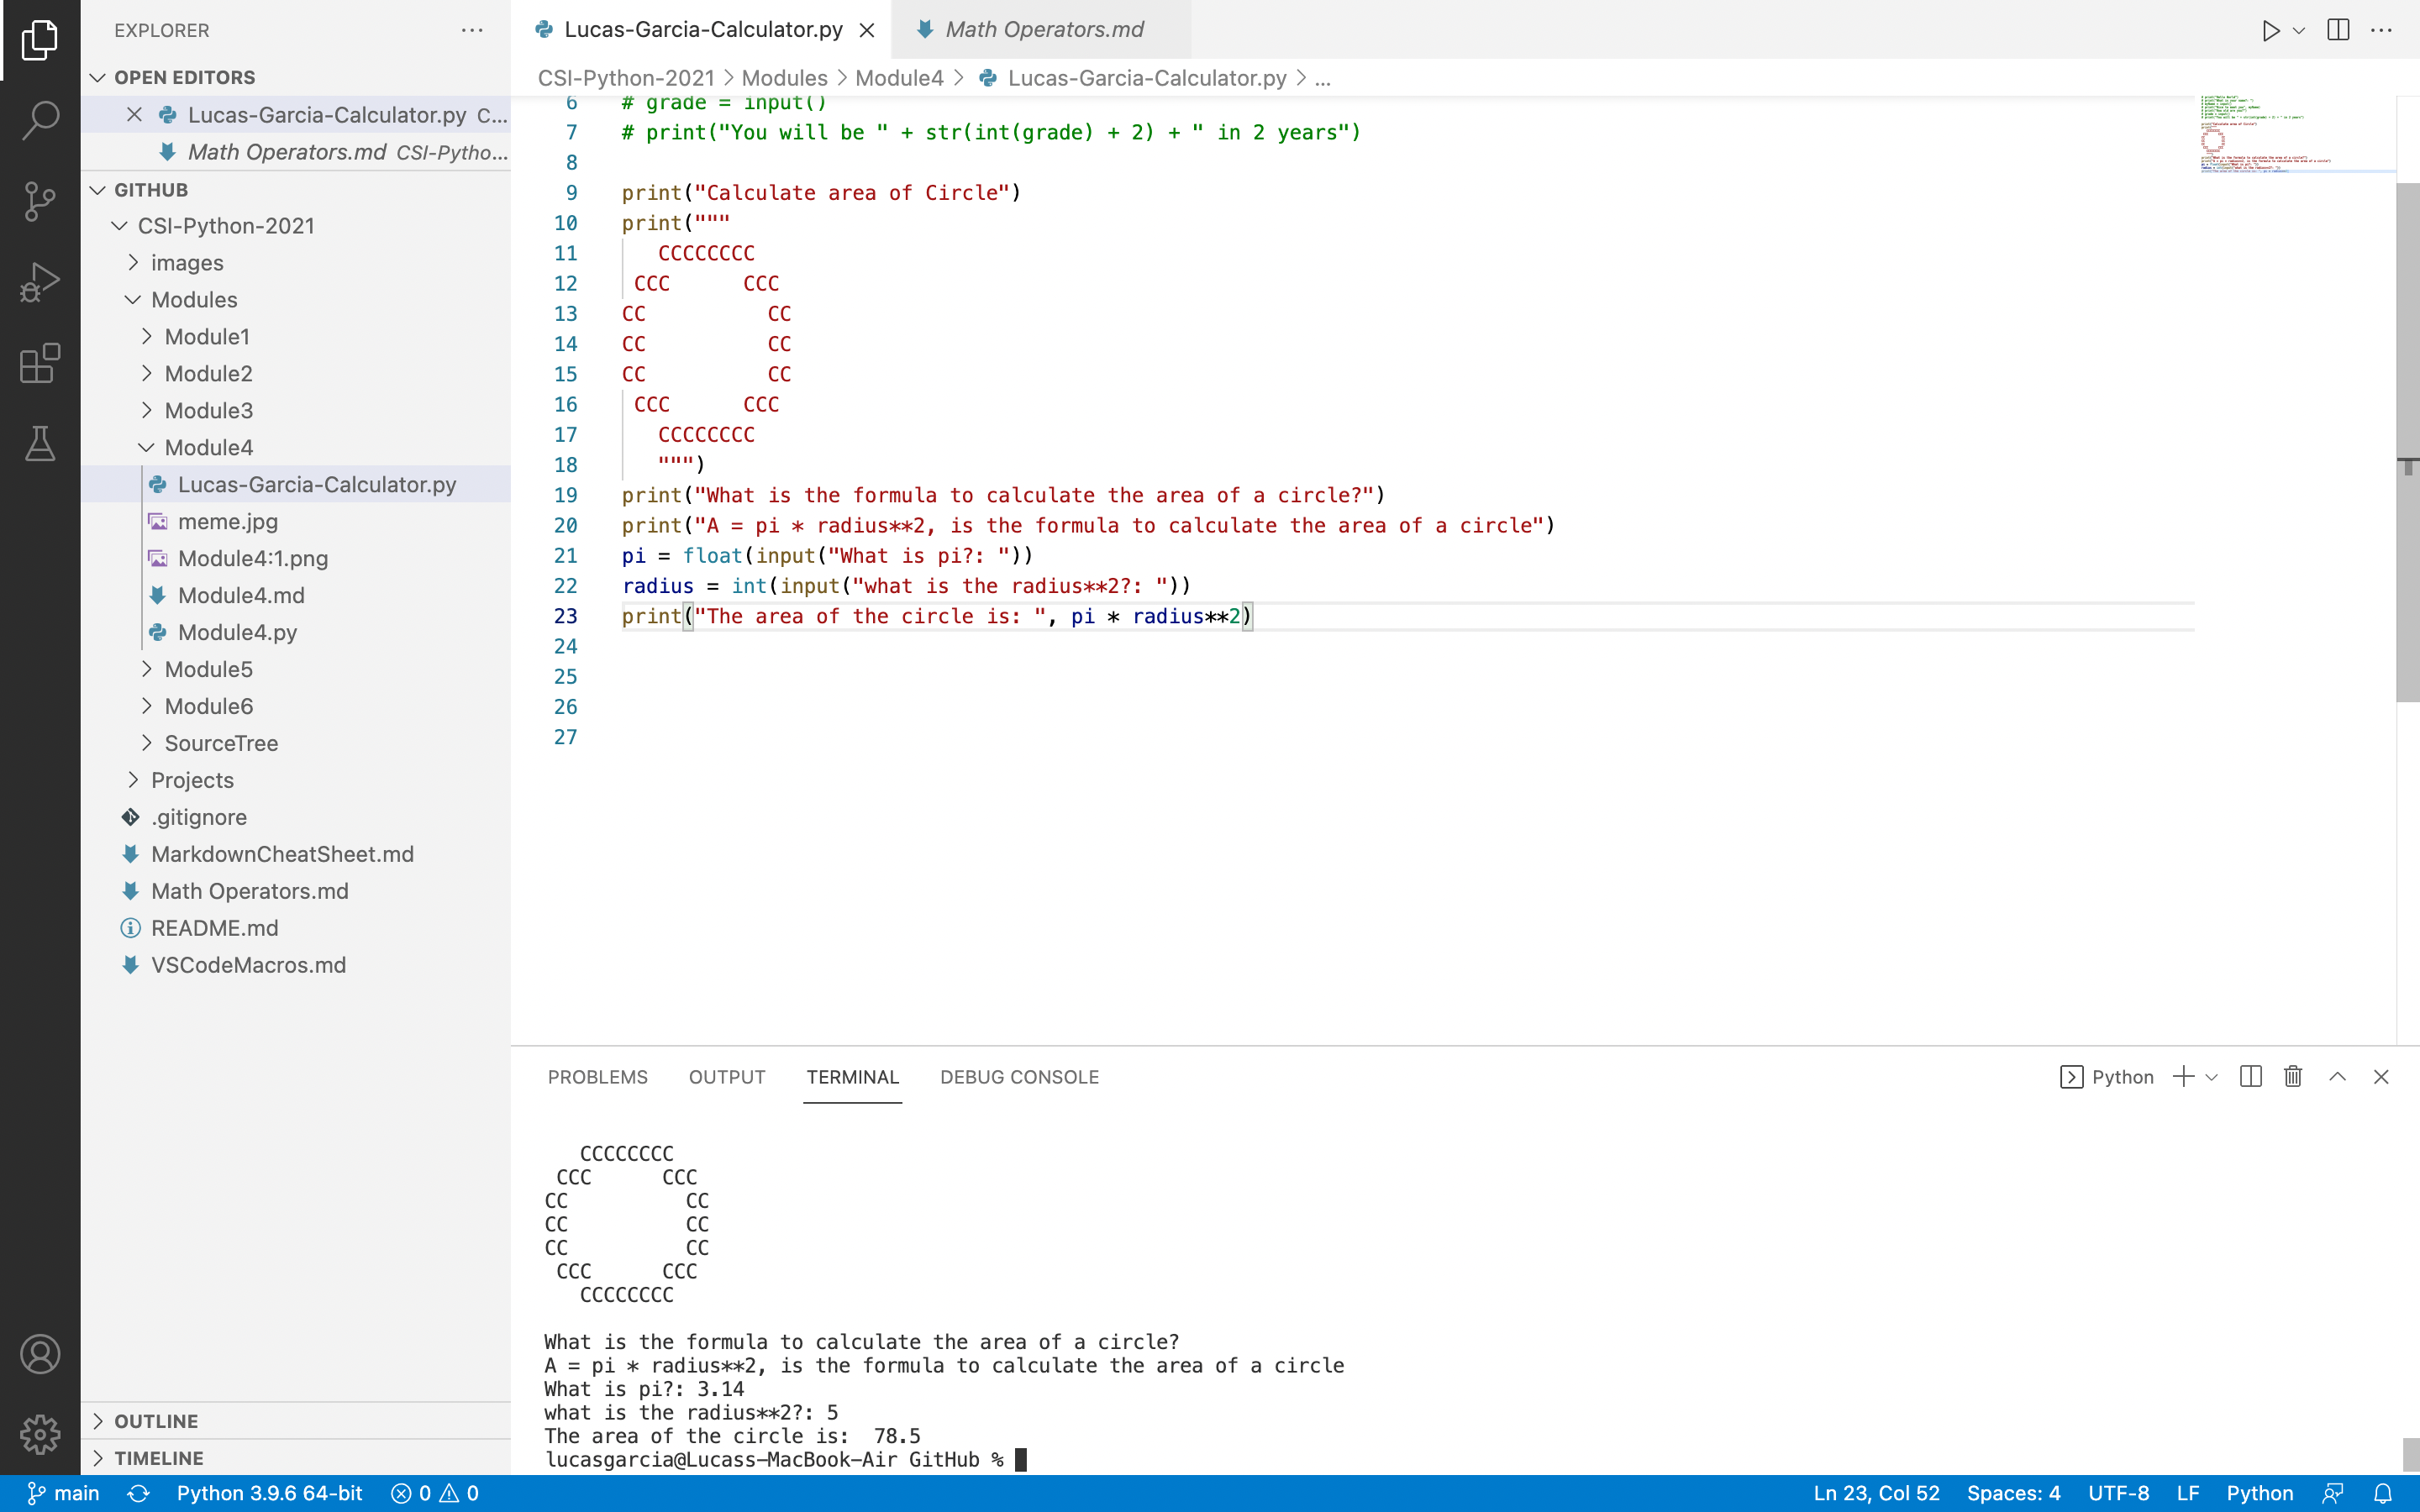 EXPLORER
OPEN EDITORS
Lucas-Garcia-Calculator.py C...
Math Operators.md CSI-Pytho...
GITHUB
CSI-Python-2021
images
Modules
Module1
Module2
Module3
Module4
Lucas-Garcia-Calculator.py
meme.jpg
Module4:1.png
Module4.md
Module4.py
Module5
Module6
SourceTree
Projects
.gitignore
MarkdownCheatSheet.md
Math Operators.md
README.md
VSCodeMacros.md
OUTLINE
TIMELINE
Lucas-Garcia-Calculator.py
Math Operators.md
CSI-Python-2021 > Modules > Module4 > Lucas-Garcia-Calculator.py > ...
6 # grade = input()
7 # print("You will be " + str(int(grade) + 2) + " in 2 years")
8
9 print("Calculate area of Circle")
10 print("""
11    CCCCCCCC
12  CCC      CCC
13 CC          CC
14 CC          CC
15 CC          CC
16  CCC      CCC
17    CCCCCCCC
18    """)
19 print("What is the formula to calculate the area of a circle?")
20 print("A = pi * radius**2, is the formula to calculate the area of a circle")
21 pi = float(input("What is pi?: "))
22 radius = int(input("what is the radius**2?: "))
23 print("The area of the circle is: ", pi * radius**2)
24
25
26
27
PROBLEMS OUTPUT TERMINAL DEBUG CONSOLE
Python
   CCCCCCCC
 CCC      CCC
CC          CC
CC          CC
CC          CC
 CCC      CCC
   CCCCCCCC
What is the formula to calculate the area of a circle?
A = pi * radius**2, is the formula to calculate the area of a circle
What is pi?: 3.14
what is the radius**2?: 5
The area of the circle is:  78.5
lucasgarcia@Lucass-MacBook-Air GitHub %
main Python 3.9.6 64-bit 0 0 Ln 23, Col 52 Spaces: 4 UTF-8 LF Python